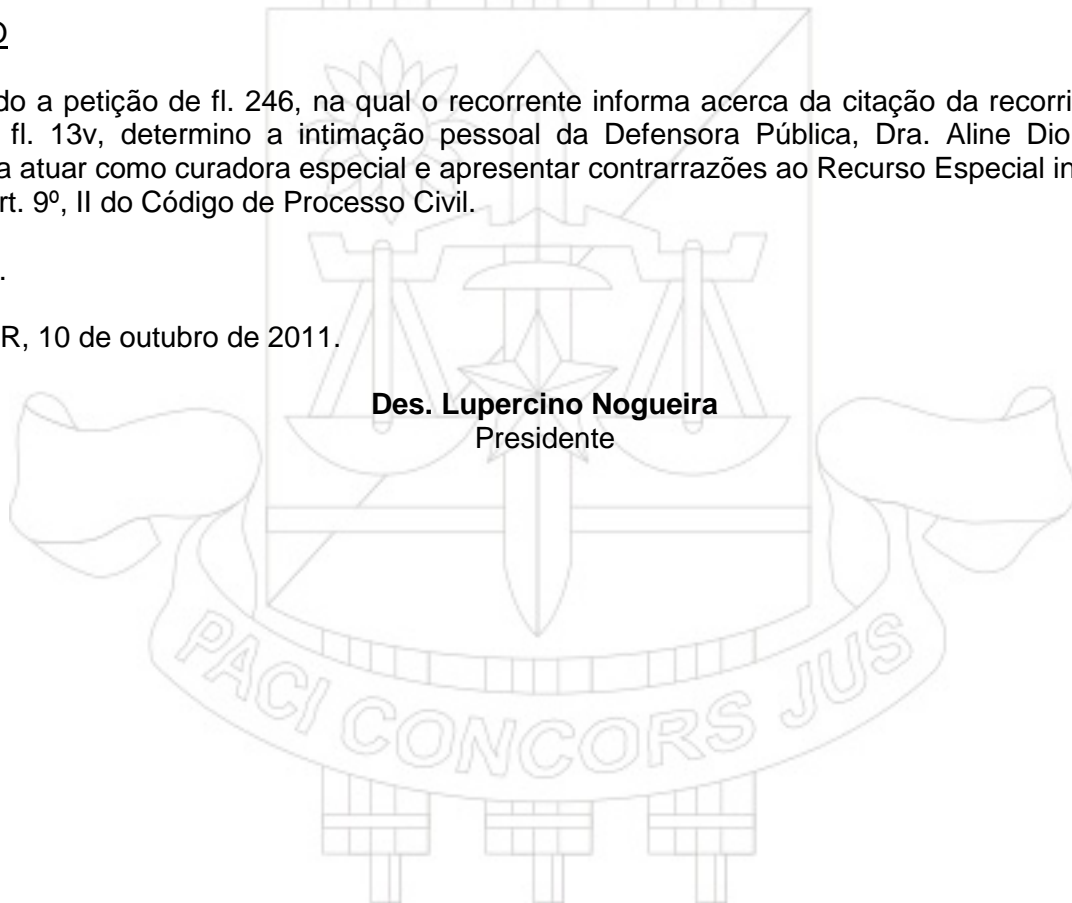 O
do a petição de fl. 246, na qual o recorrente informa acerca da citação da recorri
fl. 13v, determino a intimação pessoal da Defensora Pública, Dra. Aline Dio
a atuar como curadora especial e apresentar contrarrazões ao Recurso Especial in
rt. 9º, II do Código de Processo Civil.
.
R, 10 de outubro de 2011.
Des. Lupercino Nogueira
Presidente
PACI CONCORS JUS